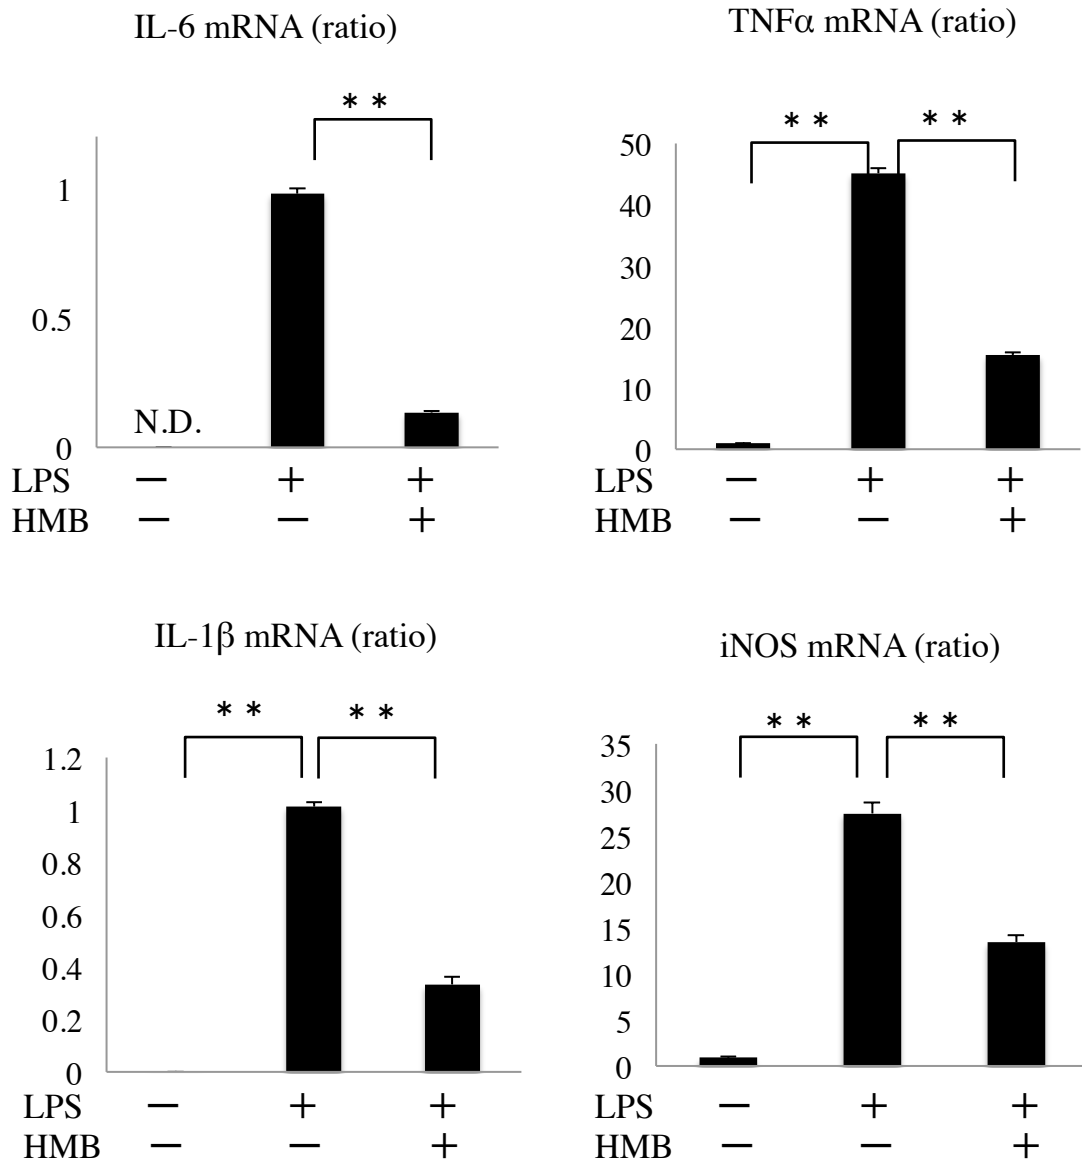 IL-6 mRNA (ratio)
* *
1
0.5
0
N.D.
LPS − + +
HMB − − +
TNFα mRNA (ratio)
* * * *
50
40
30
20
10
0
LPS − + +
HMB − − +
IL-1β mRNA (ratio)
* * * *
1.2
1
0.8
0.6
0.4
0.2
0
LPS − + +
HMB − − +
iNOS mRNA (ratio)
* * * *
35
30
25
20
15
10
5
0
LPS − + +
HMB − − +